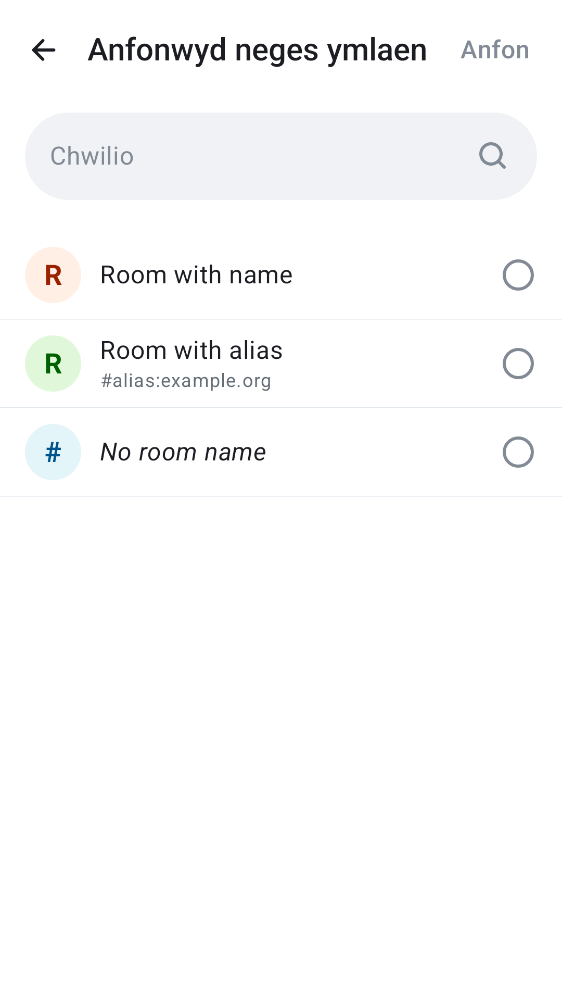 Anfonwyd neges ymlaen
Anfon
Chwilio
R
Room with name
R
Room with alias
#alias:example.org
#
No room name